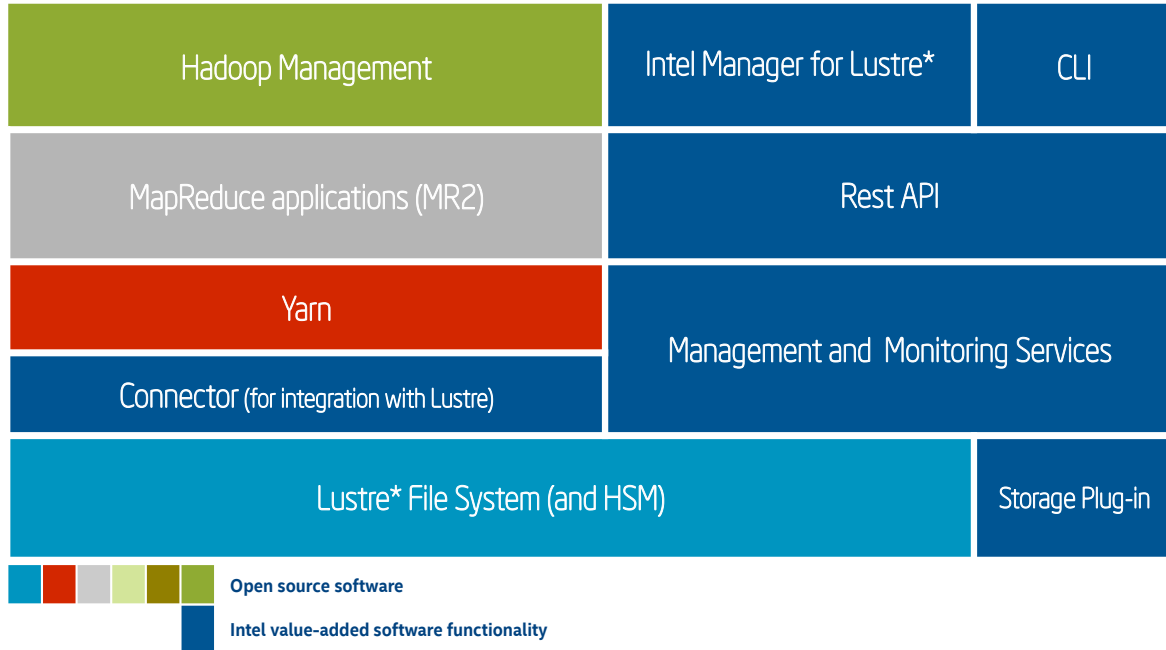 Hadoop Management
Intel Manager for Lustre*
CLI
MapReduce applications (MR2)
Rest API
Yarn
Management and Monitoring Services
Connector (for integration with Lustre)
Lustre* File System (and HSM)
Storage Plug-in
Open source software
Intel value-added software functionality